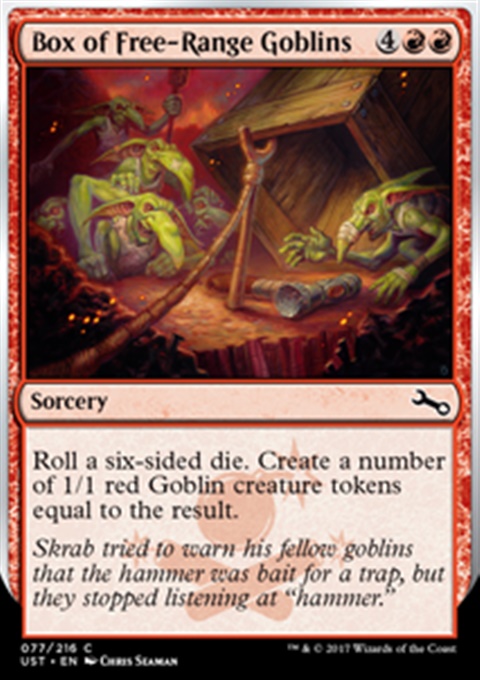 Box of Free-Range Goblins 4
Sorcery
Roll a six-sided die. Create a number
of 1/1 red Goblin creature tokens
equal to the result.
Skrab tried to warn his fellow goblins
that the hammer was bait for a trap, but
they stopped listening at “hammer.”
077/216 C
UST • EN Chris Seaman
™ & © 2017 Wizards of the Coast